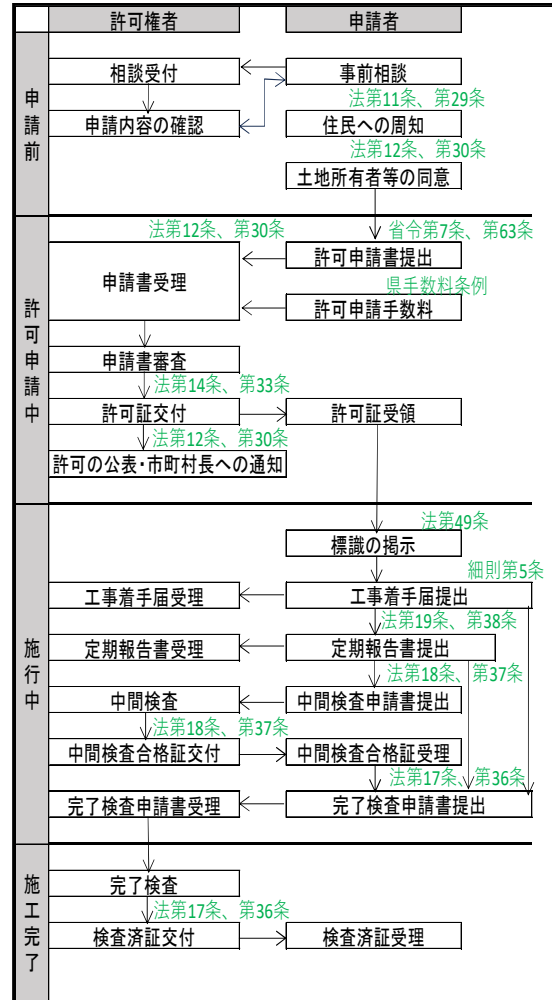 許可権者 申請者
申請前
相談受付 事前相談
法第11条、第29条
申請内容の確認 住民への周知
法第12条、第30条
土地所有者等の同意
許可申請中
法第12条、第30条 省令第7条、第63条
許可申請書提出
申請書受理
県手数料条例
許可申請手数料
申請書審査
法第14条、第33条
許可証交付 許可証受領
法第12条、第30条
許可の公表・市町村長への通知
施行中
法第49条
標識の掲示
細則第5条
工事着手届受理 工事着手届提出
法第19条、第38条
定期報告書受理 定期報告書提出
法第18条、第37条
中間検査 中間検査申請書提出
法第18条、第37条
中間検査合格証交付 中間検査合格証受理
法第17条、第36条
完了検査申請書受理 完了検査申請書提出
施工完了
完了検査
法第17条、第36条
検査済証交付 検査済証受理